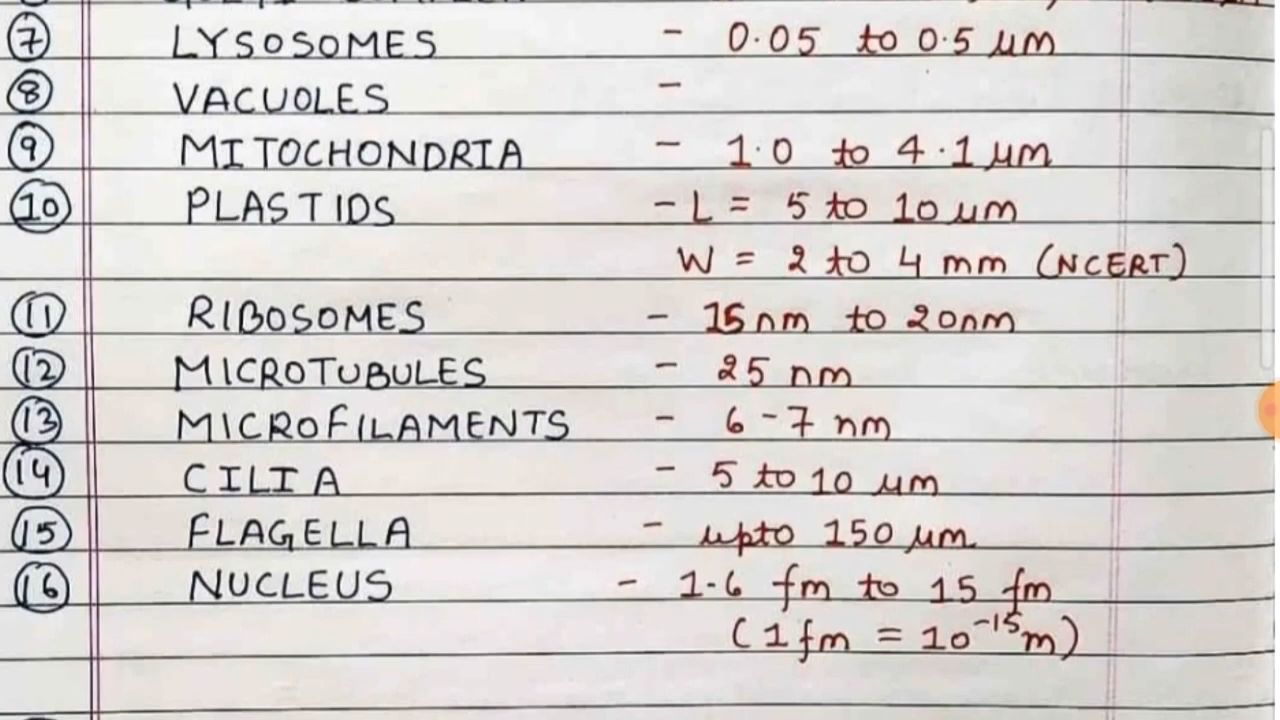 7 LYSOSOMES - 0.05 to 0.5 µm
8 VACUOLES -
9 MITOCHONDRIA - 1.0 to 4.1 µm
10 PLASTIDS - L = 5 to 10 µm
W = 2 to 4 mm (NCERT)
11 RIBOSOMES - 15nm to 20nm
12 MICROTUBULES - 25 nm
13 MICROFILAMENTS - 6-7 nm
14 CILIA - 5 to 10 µm
15 FLAGELLA - upto 150 µm
16 NUCLEUS - 1.6 fm to 15 fm
(1 fm = 10⁻¹⁵ m)